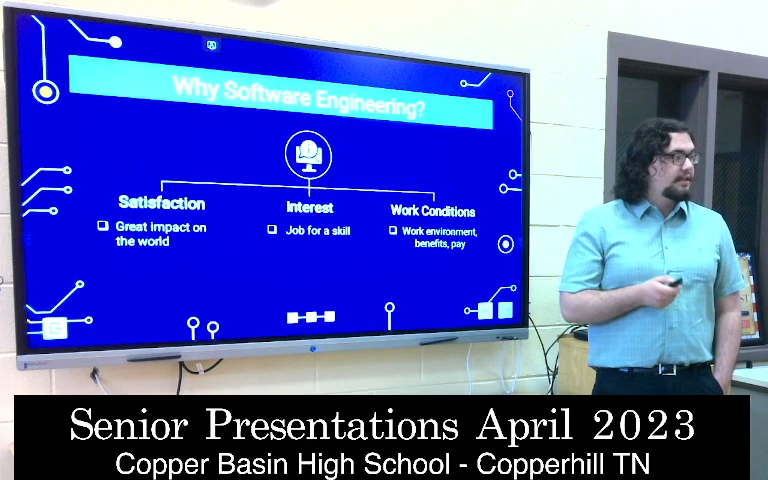 Why Software Engineering?
Satisfaction
Great impact on
the world
Interest
Job for a skill
Work Conditions
Work environment,
benefits, pay
Senior Presentations April 2023
Copper Basin High School - Copperhill TN